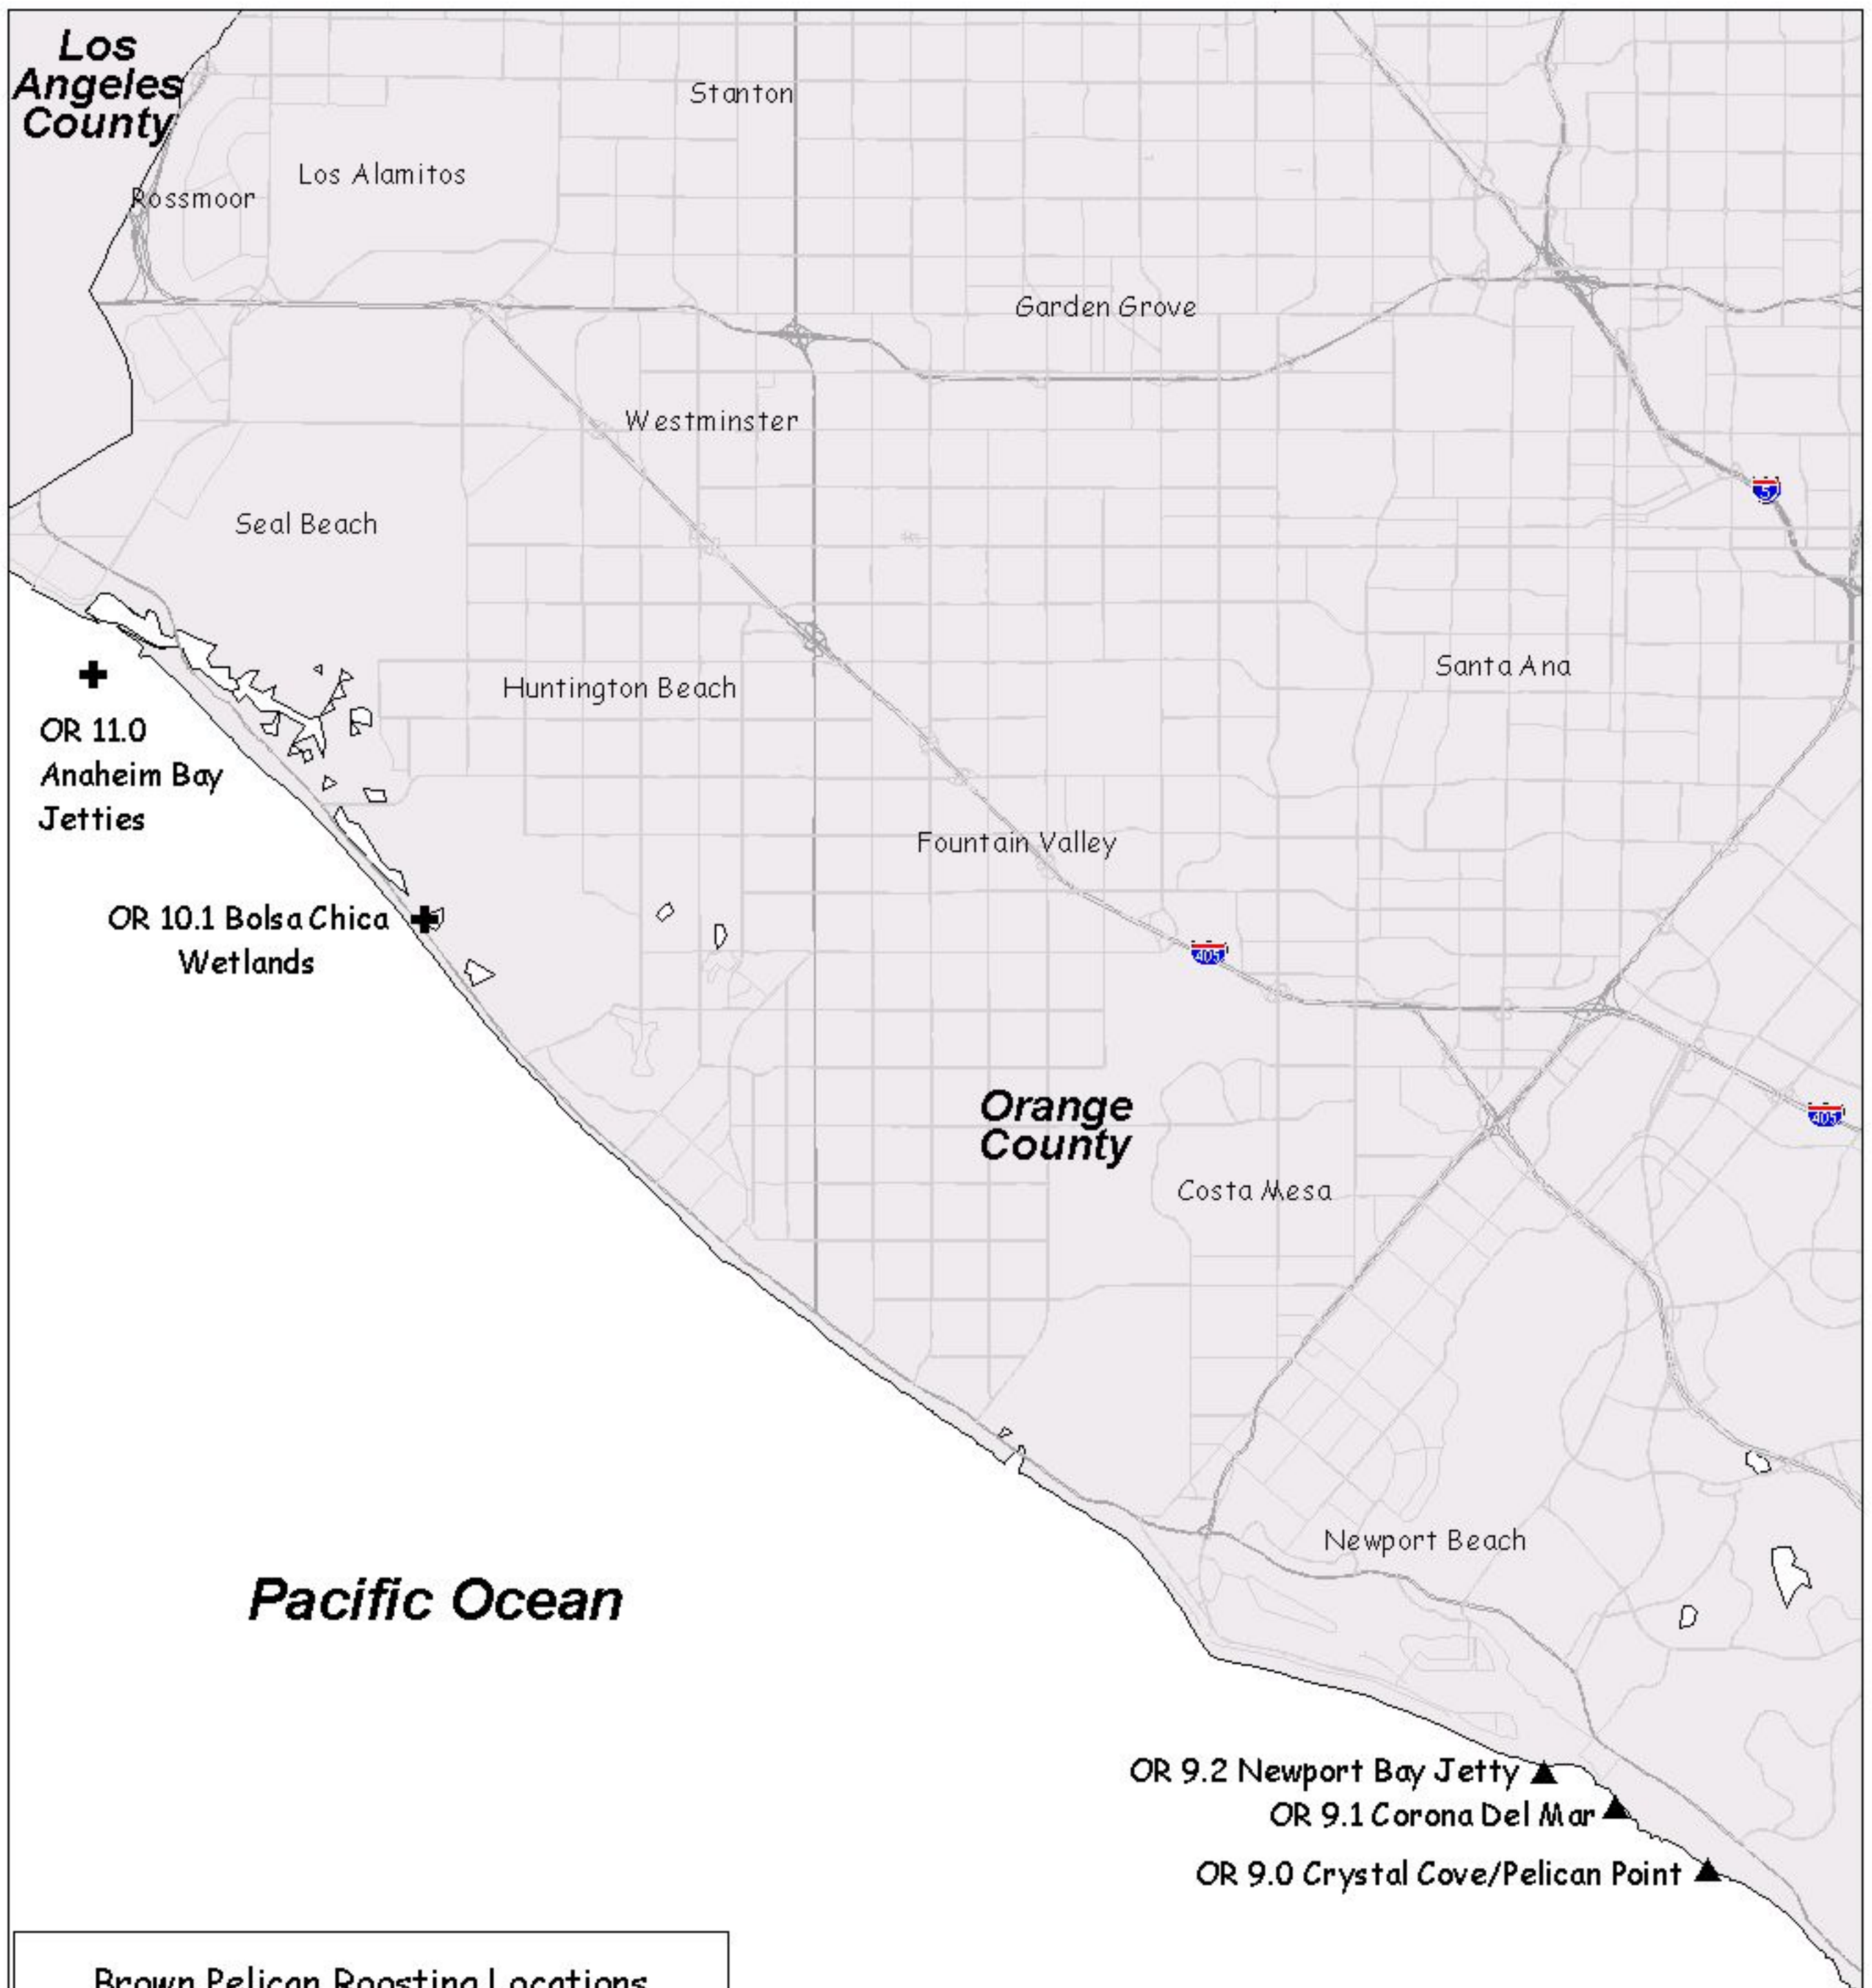 Los
Angeles
County
Stanton
Los Alamitos
Rossmoor
Garden Grove
Westminster
5
Seal Beach
Santa Ana
Huntington Beach
OR 11.0
Anaheim Bay
Jetties
Fountain Valley
OR 10.1 Bolsa Chica
Wetlands
405
Orange
County
405
Costa Mesa
Newport Beach
Pacific Ocean
OR 9.2 Newport Bay Jetty
OR 9.1 Corona Del Mar
OR 9.0 Crystal Cove/Pelican Point
Brown Pelican Roosting Locations